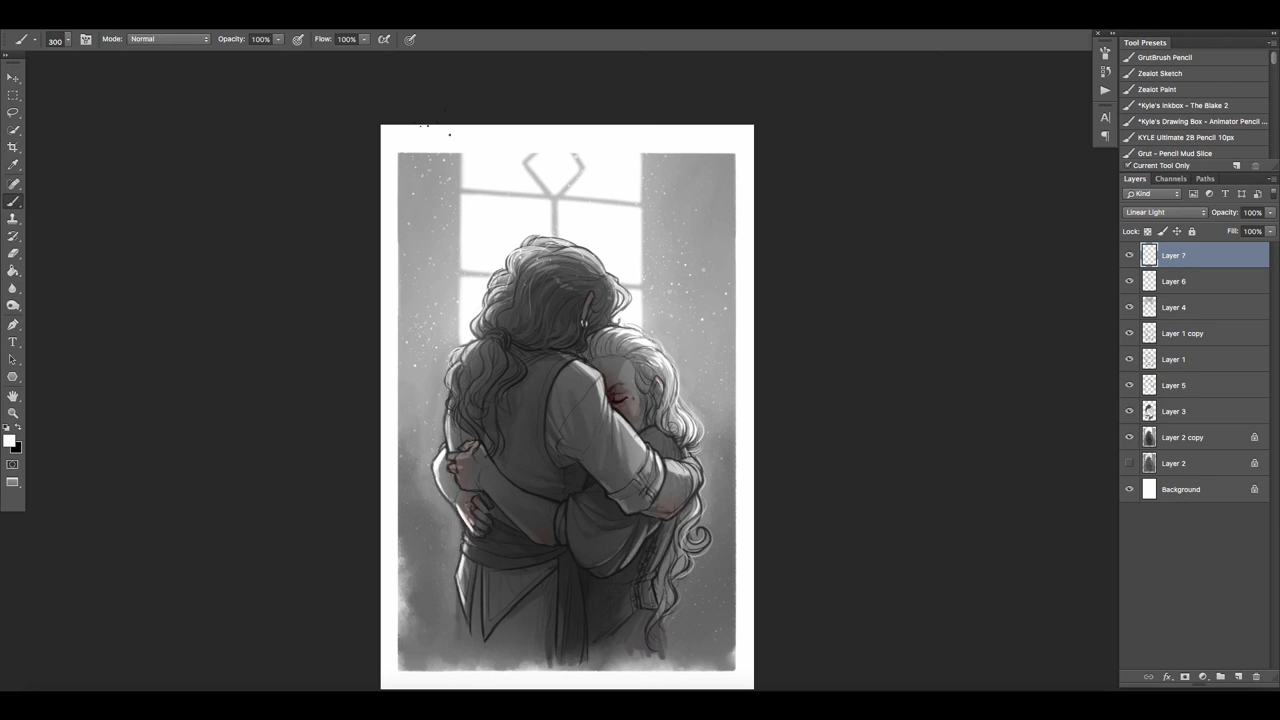 300 Mode: Normal Opacity: 100% Flow: 100%
Tool Presets
GrutBrush Pencil
Zealot Sketch
Zealot Paint
*Kyle's Inkbox - The Blake 2
*Kyle's Drawing Box - Animator Pencil ...
KYLE Ultimate 2B Pencil 10px
Grut - Pencil Mud Slice
Current Tool Only
Layers Channels Paths
Kind
Linear Light Opacity: 100%
Lock: Fill: 100%
Layer 7
Layer 6
Layer 4
Layer 1 copy
Layer 1
Layer 5
Layer 3
Layer 2 copy
Layer 2
Background